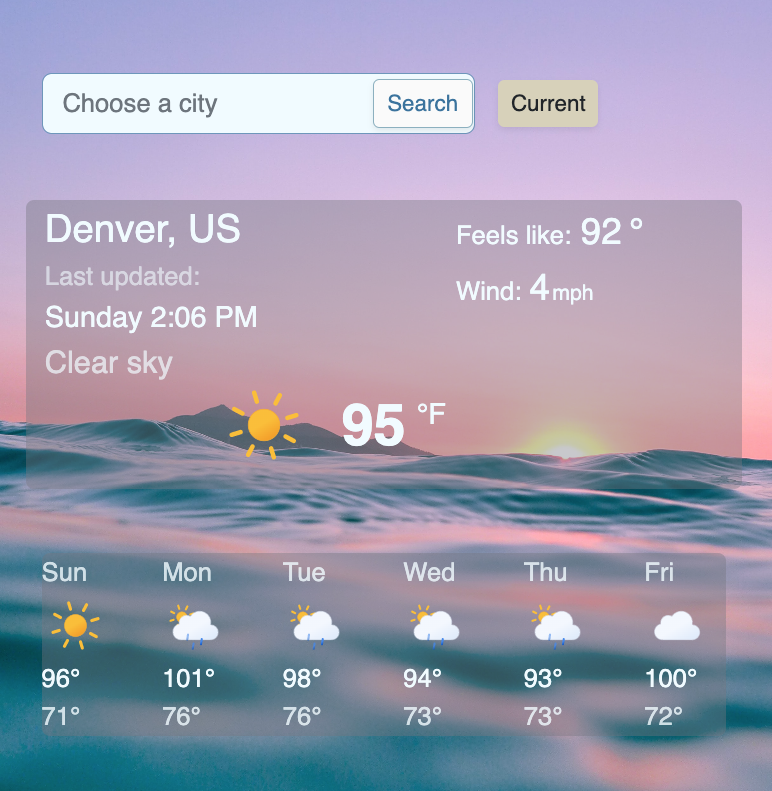 Choose a city Search Current
Denver, US
Feels like: 92 °
Last updated:
Wind: 4 mph
Sunday 2:06 PM
Clear sky
95 °F
Sun Mon Tue Wed Thu Fri
96° 101° 98° 94° 93° 100°
71° 76° 76° 73° 73° 72°